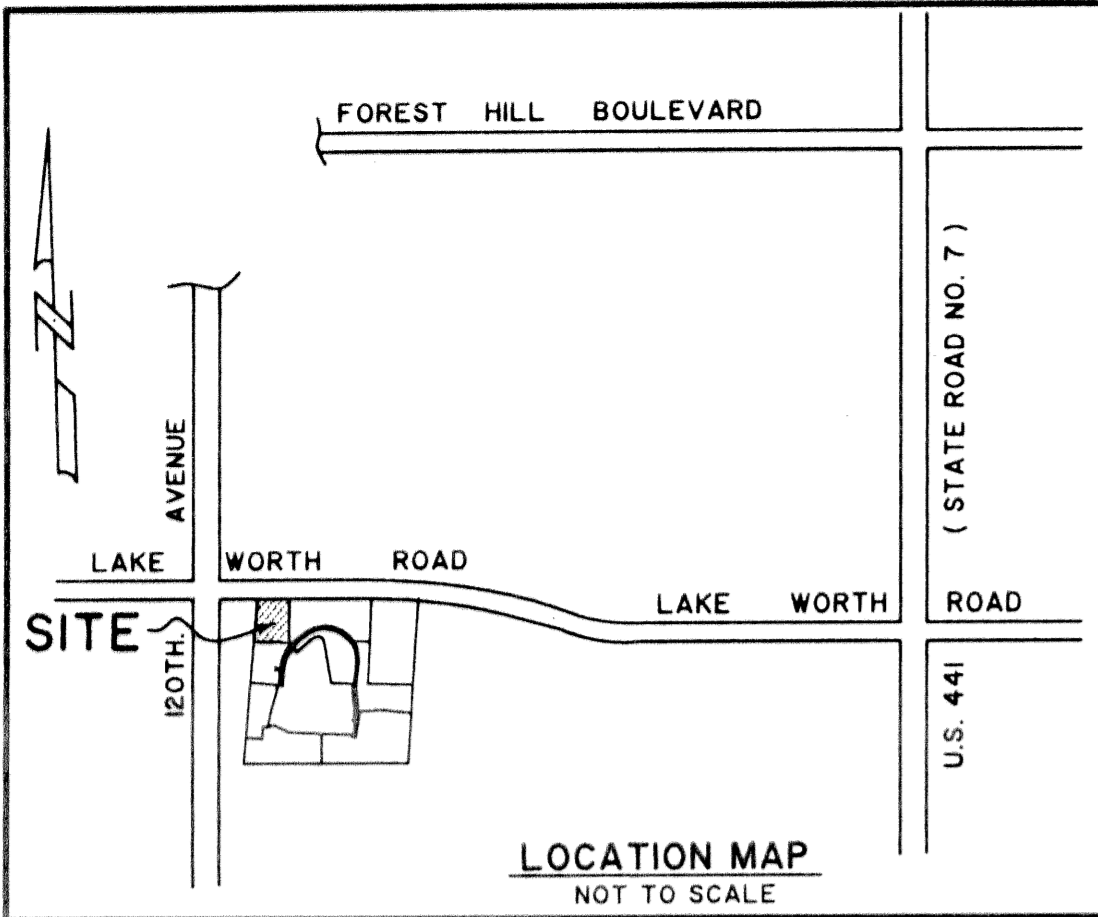 FOREST HILL BOULEVARD
N
( STATE ROAD NO. 7 )
AVENUE
LAKE WORTH ROAD
LAKE WORTH ROAD
SITE
120TH.
U.S. 441
LOCATION MAP
NOT TO SCALE